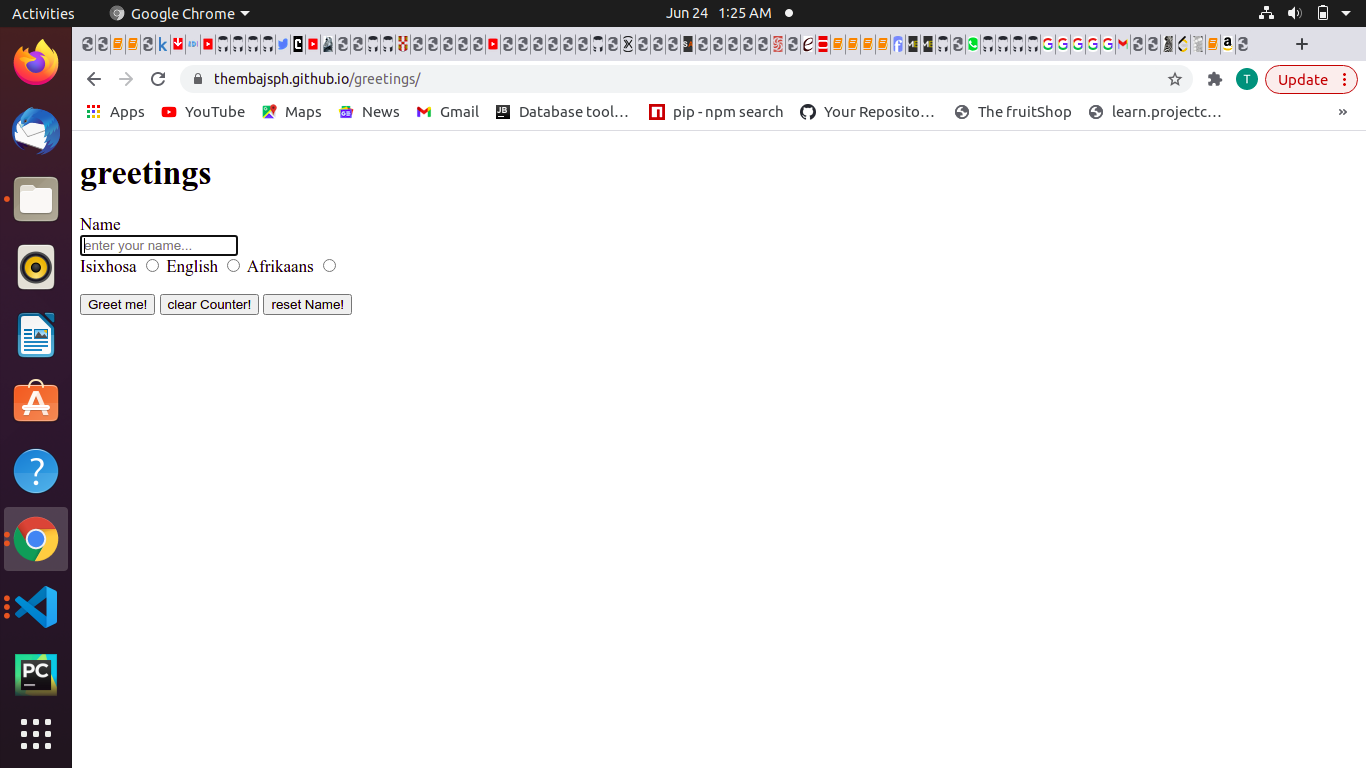 Activities Google Chrome Jun 24 1:25 AM
thembajsph.github.io/greetings/ T Update
Apps YouTube Maps News Gmail Database tool… pip - npm search Your Reposito… The fruitShop learn.projectc… »
greetings
Name
enter your name...
Isixhosa English Afrikaans
Greet me! clear Counter! reset Name!
PC